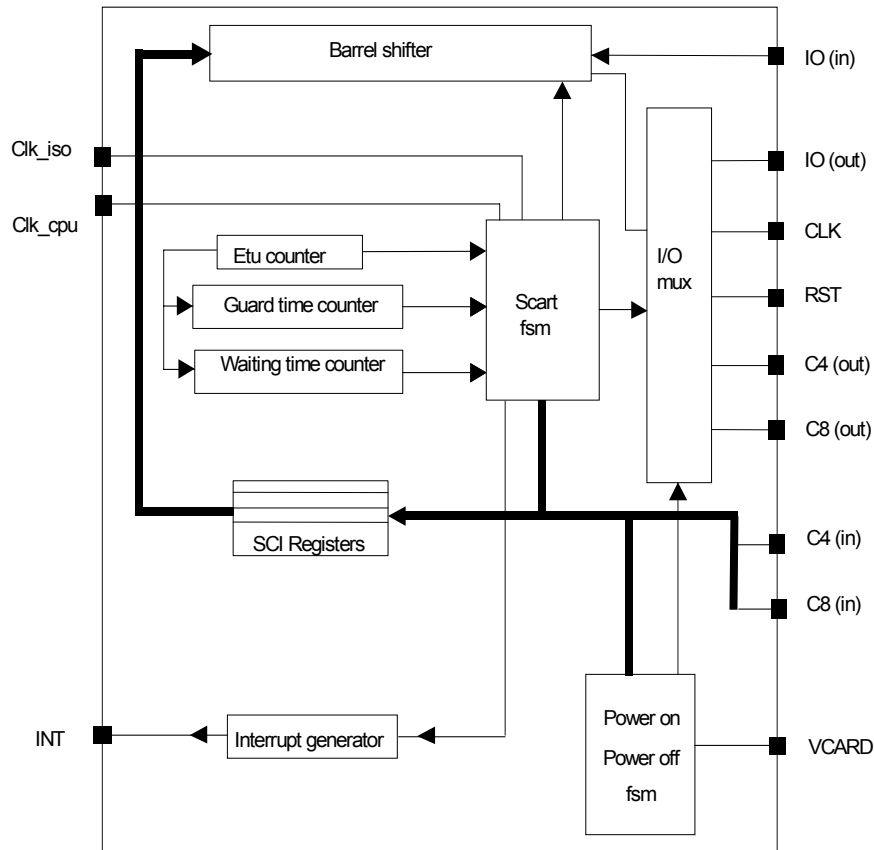 Barrel shifter
IO (in)
Clk_iso
IO (out)
Clk_cpu
CLK
Etu counter
I/O
mux
Guard time counter
Scart
fsm
RST
Waiting time counter
C4 (out)
C8 (out)
SCI Registers
C4 (in)
C8 (in)
INT
Interrupt generator
Power on
Power off
fsm
VCARD